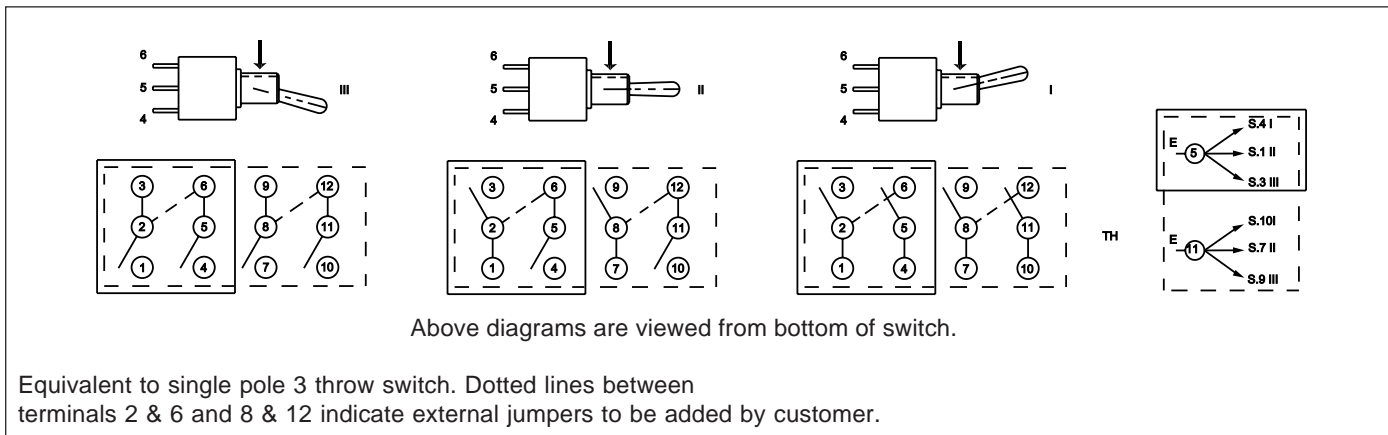 6
5
4
III
6
5
4
II
6
5
4
I
3 6 9 12
2 5 8 11
1 4 7 10
3 6 9 12
2 5 8 11
1 4 7 10
3 6 9 12
2 5 8 11
1 4 7 10
TH
S.4 I
E 5 S.1 II
S.3 III
S.10I
E 11 S.7 II
S.9 III
Above diagrams are viewed from bottom of switch.
Equivalent to single pole 3 throw switch. Dotted lines between
terminals 2 & 6 and 8 & 12 indicate external jumpers to be added by customer.